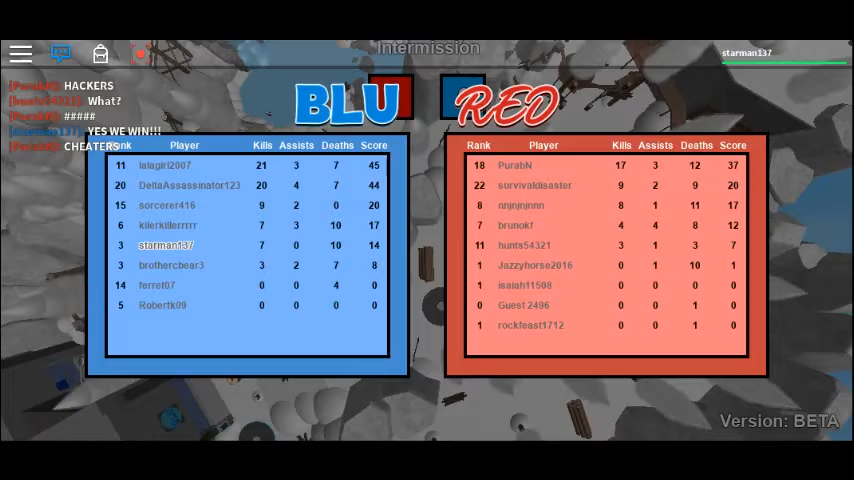 Intermission
starman137
[PurabN]: HACKERS
[hunts54321]: What?
[PurabN]: #####
[starman137]: YES WE WIN!!!
[PurabN]: CHEATERS
BLU
RED
Rank Player Kills Assists Deaths Score
11 lalagirl2007 21 3 7 45
20 DeltaAssassinator123 20 4 7 44
15 sorcerer416 9 2 0 20
6 kilerkillerrrrr 7 3 10 17
3 starman137 7 0 10 14
3 brothercbear3 3 2 7 8
14 ferret07 0 0 4 0
5 Robertk09 0 0 0 0
Rank Player Kills Assists Deaths Score
18 PurabN 17 3 12 37
22 survivaldisaster 9 2 9 20
8 nnjnjnjnnn 8 1 11 17
7 brunokf 4 4 8 12
11 hunts54321 3 1 3 7
1 Jazzyhorse2016 0 1 10 1
1 isaiah11508 0 0 0 0
0 Guest 2496 0 0 1 0
1 rockfeast1712 0 0 1 0
Version: BETA